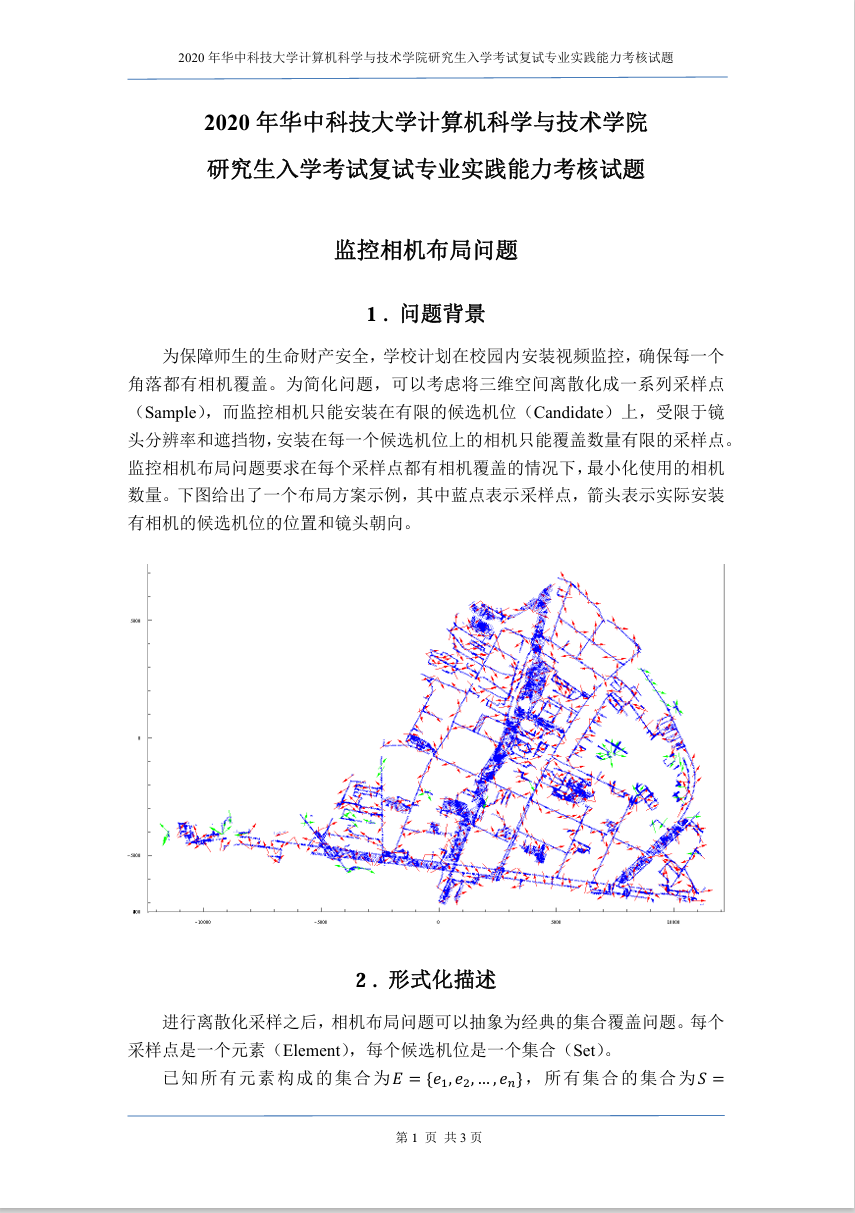 2020 年华中科技大学计算机科学与技术学院研究生入学考试复试专业实践能力考核试题
2020 年华中科技大学计算机科学与技术学院
研究生入学考试复试专业实践能力考核试题
监控相机布局问题
1． 问题背景
为保障师生的生命财产安全，学校计划在校园内安装视频监控，确保每一个
角落都有相机覆盖。为简化问题，可以考虑将三维空间离散化成一系列采样点
（Sample），而监控相机只能安装在有限的候选机位（Candidate）上，受限于镜
头分辨率和遮挡物，安装在每一个候选机位上的相机只能覆盖数量有限的采样点。
监控相机布局问题要求在每个采样点都有相机覆盖的情况下，最小化使用的相机
数量。下图给出了一个布局方案示例，其中蓝点表示采样点，箭头表示实际安装
有相机的候选机位的位置和镜头朝向。
5000
0
-5000
-10000 -5000 0 5000 10000
2． 形式化描述
进行离散化采样之后，相机布局问题可以抽象为经典的集合覆盖问题。每个
采样点是一个元素（Element），每个候选机位是一个集合（Set）。
已知所有元素构成的集合为E = {e₁, e₂, … , eₙ}，所有集合的集合为S =
第 1 页 共 3 页